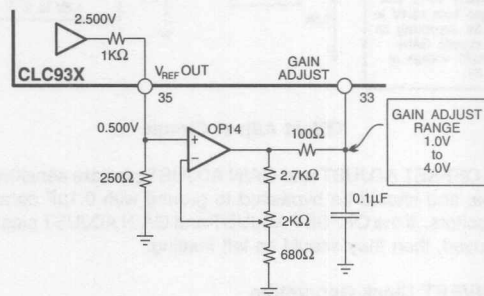 2.500V
1KΩ
CLC93X
VREF OUT
GAIN
ADJUST
35
33
0.500V
+
-
OP14
100Ω
GAIN ADJUST
RANGE
1.0V
to
4.0V
250Ω
2.7KΩ
0.1μF
2KΩ
680Ω